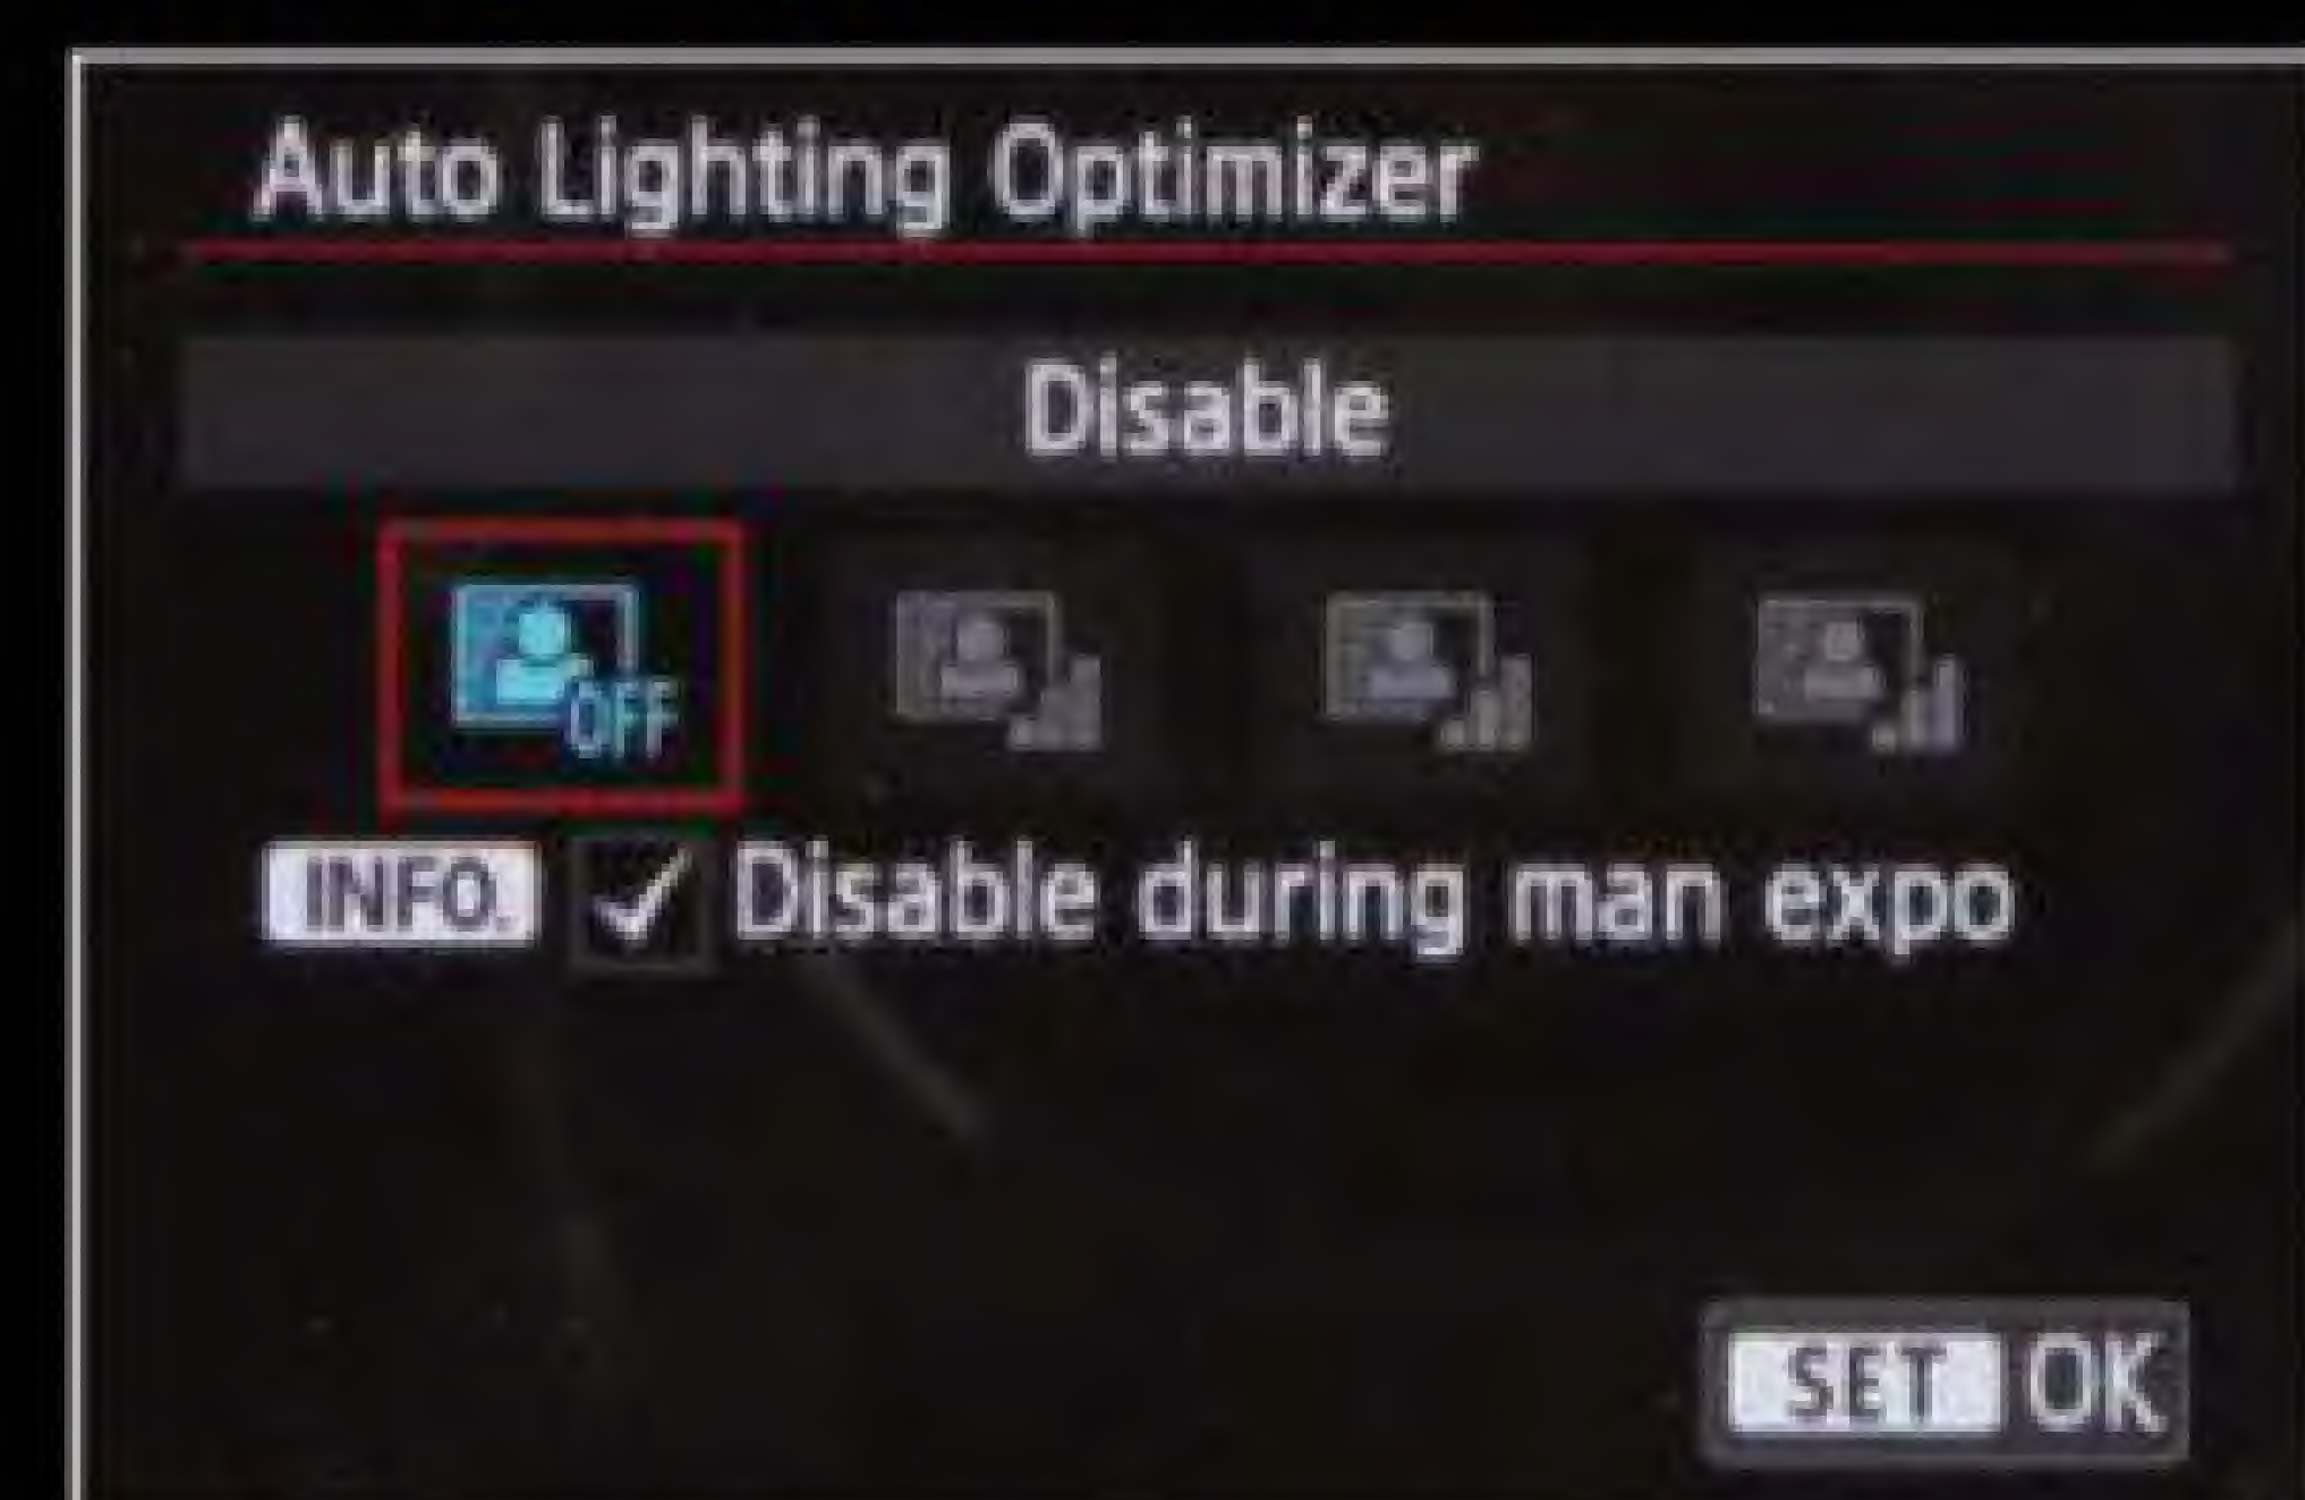 Auto Lighting Optimizer
Disable
OFF
INFO. Disable during man expo
SET OK